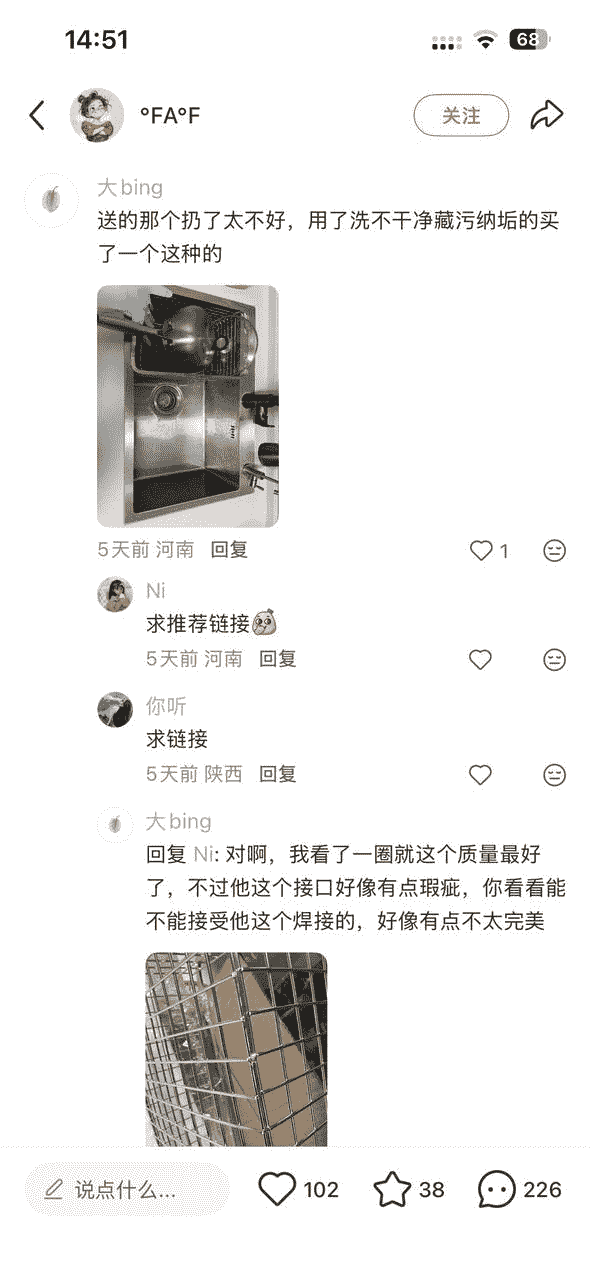 14:51
68
°FA°F
关注
大bing
送的那个扔了太不好，用了洗不干净藏污纳垢的买
了一个这种的
5天前 河南 回复
1
Ni
求推荐链接
5天前 河南 回复
你听
求链接
5天前 陕西 回复
大bing
回复 Ni: 对啊，我看了一圈就这个质量最好
了，不过他这个接口好像有点瑕疵，你看看能
不能接受他这个焊接的，好像有点不太完美
说点什么...
102
38
226